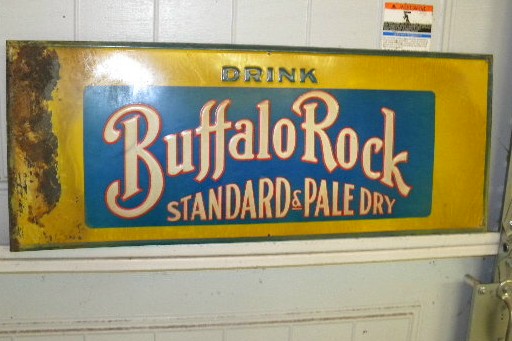 DRINK
Buffalo Rock
STANDARD & PALE DRY